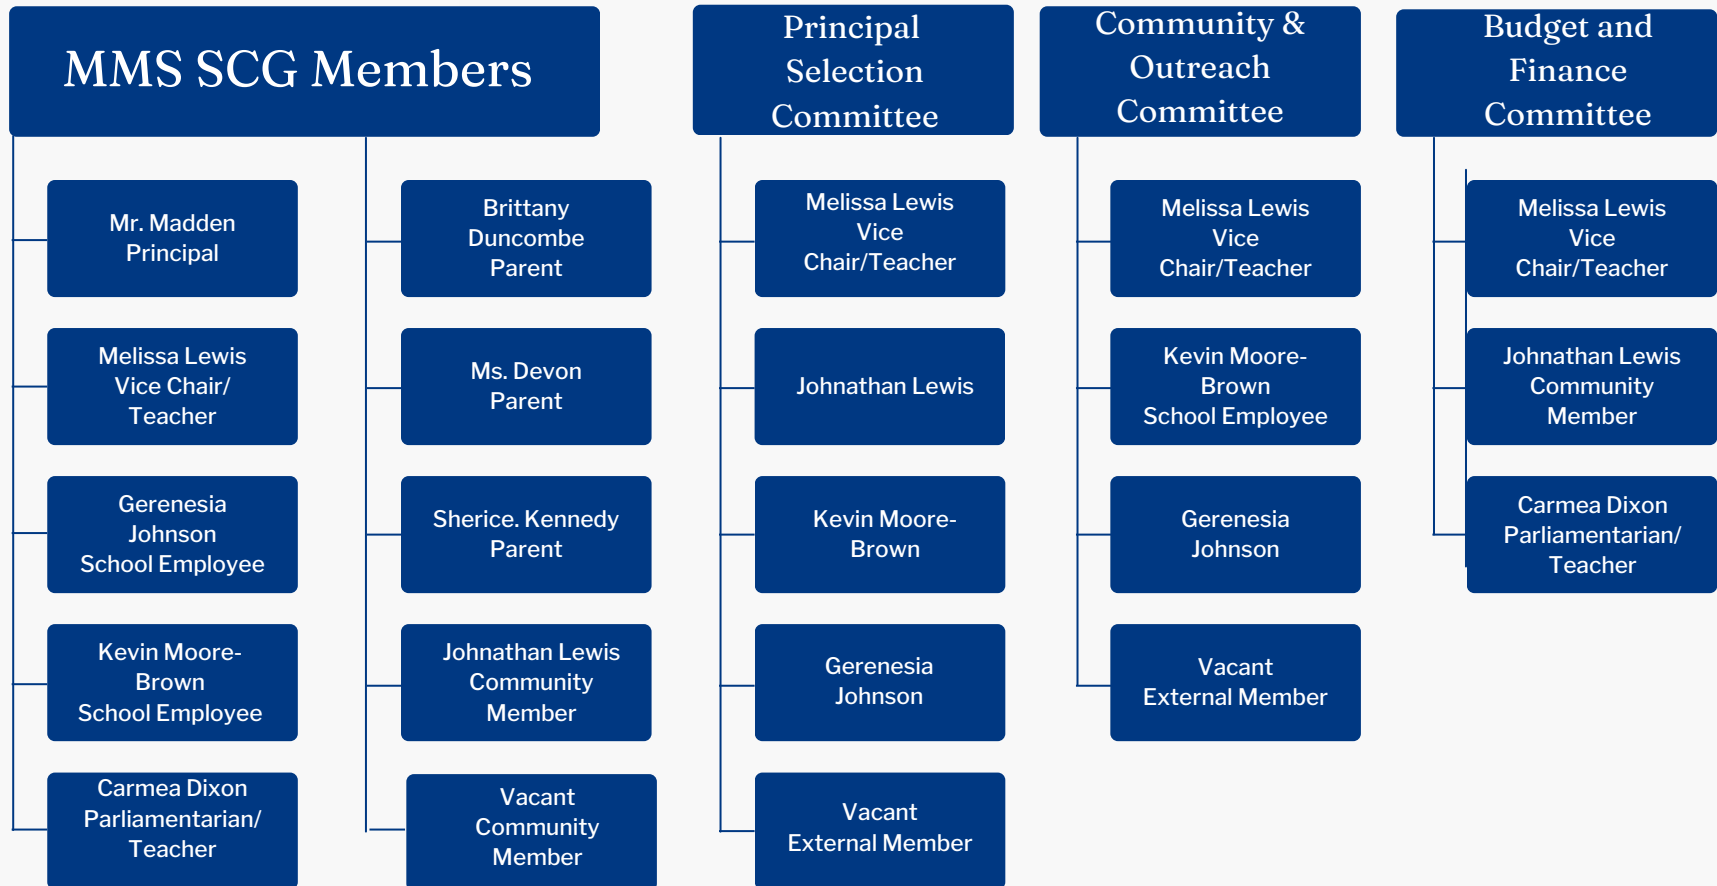 MMS SCG Members
Mr. Madden
Principal
Melissa Lewis
Vice Chair/
Teacher
Gerenesia
Johnson
School Employee
Kevin Moore-
Brown
School Employee
Carmea Dixon
Parliamentarian/
Teacher
Brittany
Duncombe
Parent
Ms. Devon
Parent
Sherice. Kennedy
Parent
Johnathan Lewis
Community
Member
Vacant
Community
Member
Principal
Selection
Committee
Melissa Lewis
Vice
Chair/Teacher
Johnathan Lewis
Kevin Moore-
Brown
Gerenesia
Johnson
Vacant
External Member
Community &
Outreach
Committee
Melissa Lewis
Vice
Chair/Teacher
Kevin Moore-
Brown
School Employee
Gerenesia
Johnson
Vacant
External Member
Budget and
Finance
Committee
Melissa Lewis
Vice
Chair/Teacher
Johnathan Lewis
Community
Member
Carmea Dixon
Parliamentarian/
Teacher